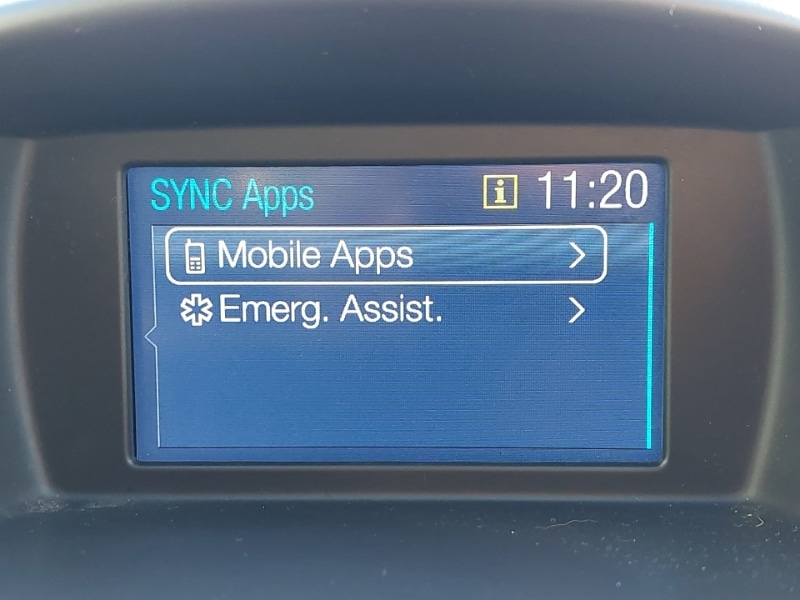 SYNC Apps i 11:20
Mobile Apps
Emerg. Assist.